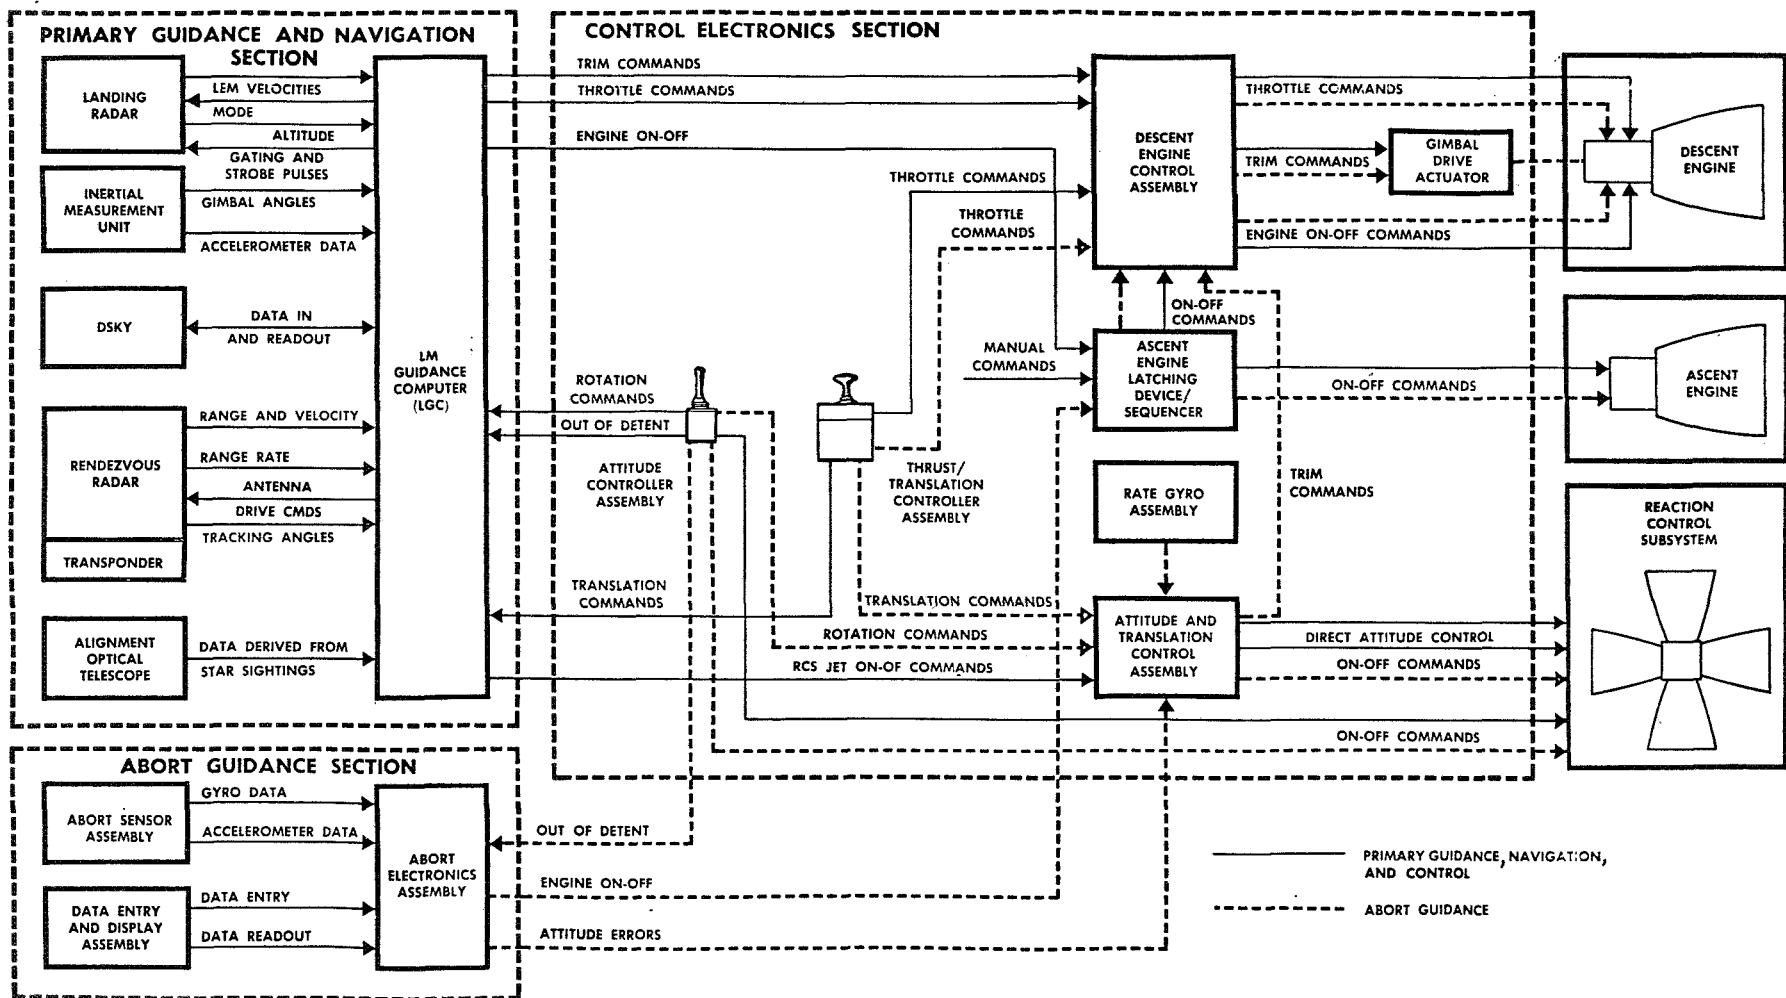 PRIMARY GUIDANCE AND NAVIGATION
SECTION
LANDING
RADAR
LEM VELOCITIES
MODE
ALTITUDE
GATING AND
STROBE PULSES
INERTIAL
MEASUREMENT
UNIT
GIMBAL ANGLES
ACCELEROMETER DATA
DSKY
DATA IN
AND READOUT
RENDEZVOUS
RADAR
TRANSPONDER
RANGE AND VELOCITY
RANGE RATE
ANTENNA
DRIVE CMDS
TRACKING ANGLES
ALIGNMENT
OPTICAL
TELESCOPE
DATA DERIVED FROM
STAR SIGHTINGS
LM
GUIDANCE
COMPUTER
(LGC)
CONTROL ELECTRONICS SECTION
TRIM COMMANDS
THROTTLE COMMANDS
ENGINE ON-OFF
THROTTLE COMMANDS
THROTTLE
COMMANDS
DESCENT
ENGINE
CONTROL
ASSEMBLY
THROTTLE COMMANDS
TRIM COMMANDS
GIMBAL
DRIVE
ACTUATOR
ENGINE ON-OFF COMMANDS
DESCENT
ENGINE
ON-OFF
COMMANDS
MANUAL
COMMANDS
ASCENT
ENGINE
LATCHING
DEVICE/
SEQUENCER
ON-OFF COMMANDS
ASCENT
ENGINE
ROTATION
COMMANDS
OUT OF DETENT
ATTITUDE
CONTROLLER
ASSEMBLY
THRUST/
TRANSLATION
CONTROLLER
ASSEMBLY
RATE GYRO
ASSEMBLY
TRIM
COMMANDS
REACTION
CONTROL
SUBSYSTEM
TRANSLATION
COMMANDS
TRANSLATION COMMANDS
ROTATION COMMANDS
RCS JET ON-OF COMMANDS
ATTITUDE AND
TRANSLATION
CONTROL
ASSEMBLY
DIRECT ATTITUDE CONTROL
ON-OFF COMMANDS
ON-OFF COMMANDS
ABORT GUIDANCE SECTION
ABORT SENSOR
ASSEMBLY
GYRO DATA
ACCELEROMETER DATA
DATA ENTRY
AND DISPLAY
ASSEMBLY
DATA ENTRY
DATA READOUT
ABORT
ELECTRONICS
ASSEMBLY
OUT OF DETENT
ENGINE ON-OFF
ATTITUDE ERRORS
PRIMARY GUIDANCE, NAVIGATION,
AND CONTROL
ABORT GUIDANCE